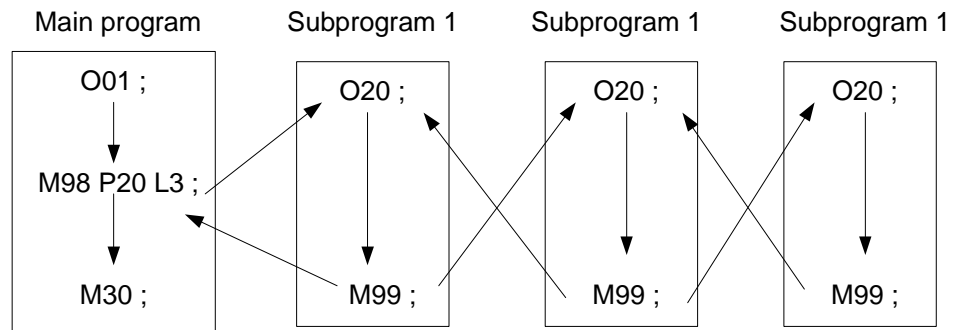 Main program Subprogram 1 Subprogram 1 Subprogram 1
O01 ;
O20 ; O20 ; O20 ;
M98 P20 L3 ;
M30 ; M99 ; M99 ; M99 ;